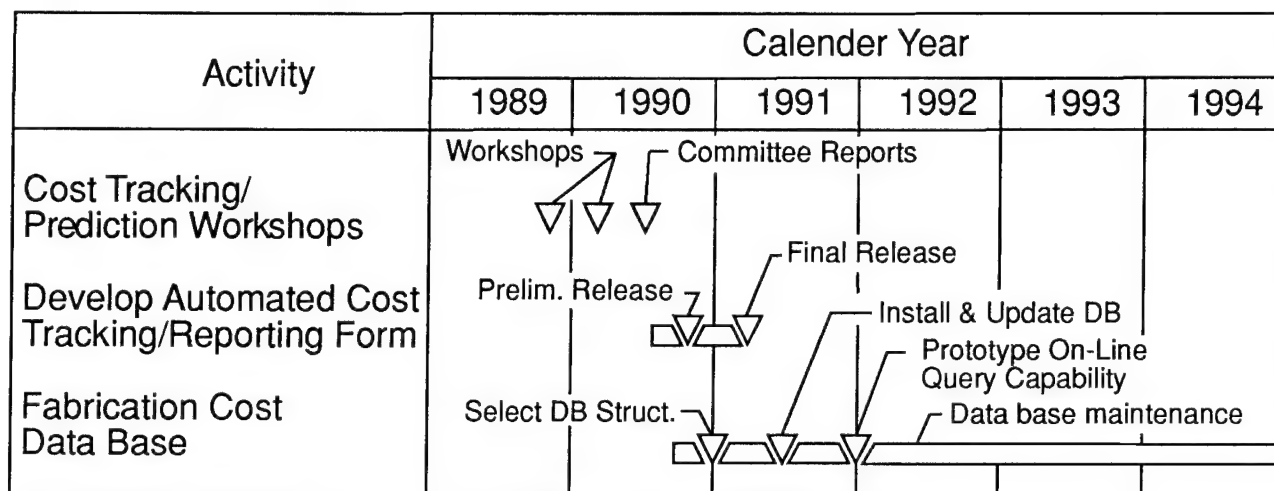 Activity
Calender Year
1989 1990 1991 1992 1993 1994
Workshops
Committee Reports
Cost Tracking/
Prediction Workshops
Final Release
Prelim. Release
Develop Automated Cost
Tracking/Reporting Form
Install & Update DB
Prototype On-Line
Query Capability
Fabrication Cost
Data Base
Select DB Struct.
Data base maintenance